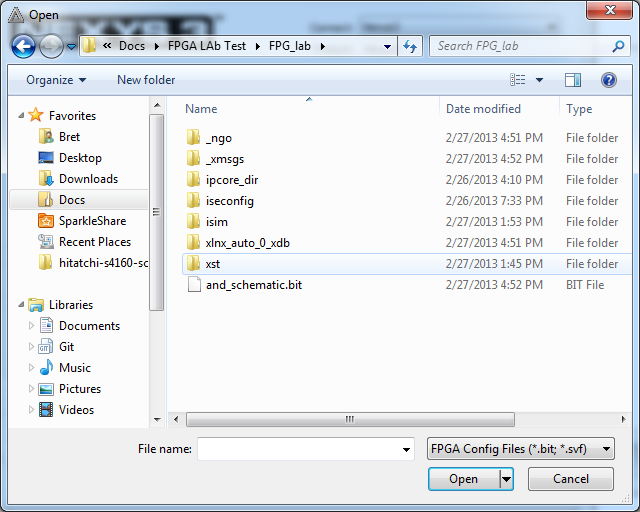 Open
« Docs FPGA LAb Test FPG_lab Search FPG_lab
Organize New folder
Favorites
Bret
Desktop
Downloads
Docs
SparkleShare
Recent Places
hitatchi-s4160-sc
Libraries
Documents
Git
Music
Pictures
Videos
Name Date modified Type
_ngo 2/27/2013 4:51 PM File folder
_xmsgs 2/27/2013 4:52 PM File folder
ipcore_dir 2/26/2013 4:10 PM File folder
iseconfig 2/26/2013 7:33 PM File folder
isim 2/27/2013 1:53 PM File folder
xlnx_auto_0_xdb 2/27/2013 4:51 PM File folder
xst 2/27/2013 1:45 PM File folder
and_schematic.bit 2/27/2013 4:52 PM BIT File
File name: FPGA Config Files (*.bit; *.svf)
Open Cancel